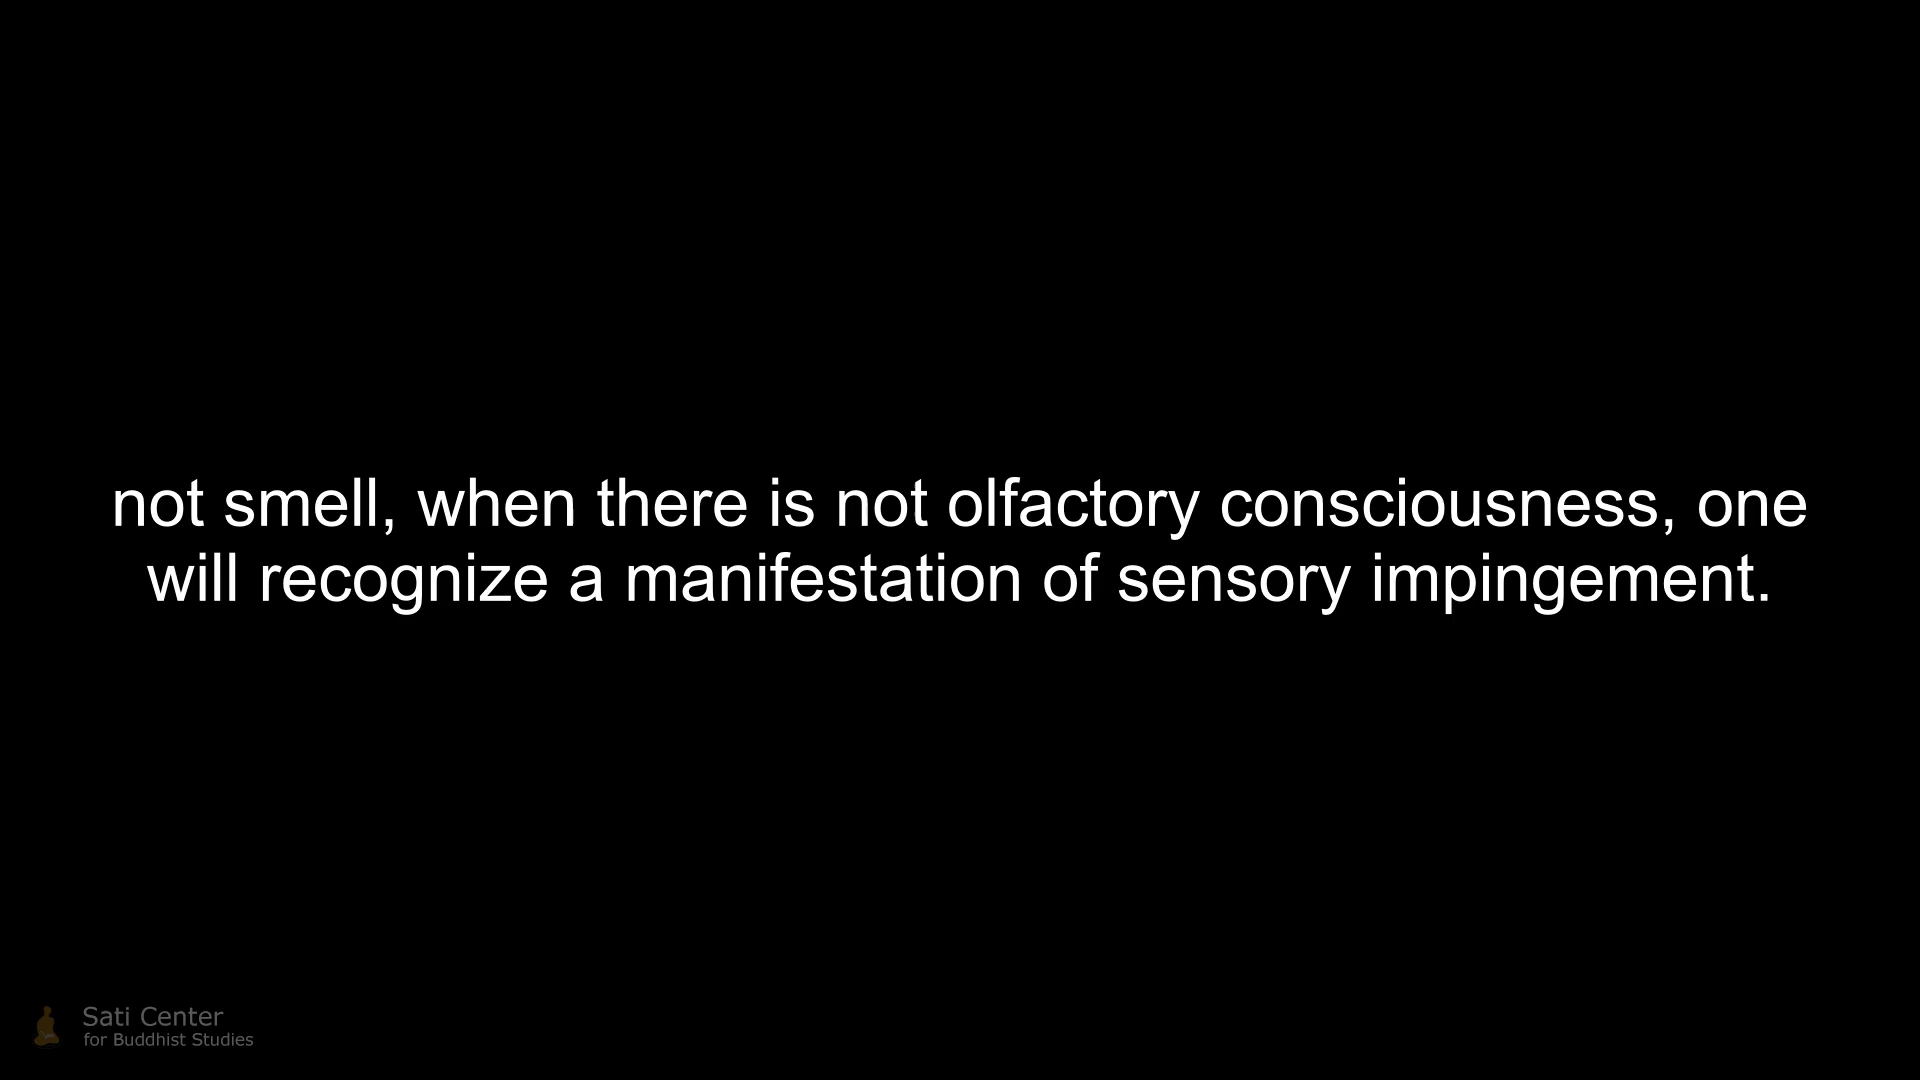 not smell, when there is not olfactory consciousness, one
will recognize a manifestation of sensory impingement.
Sati Center
for Buddhist Studies